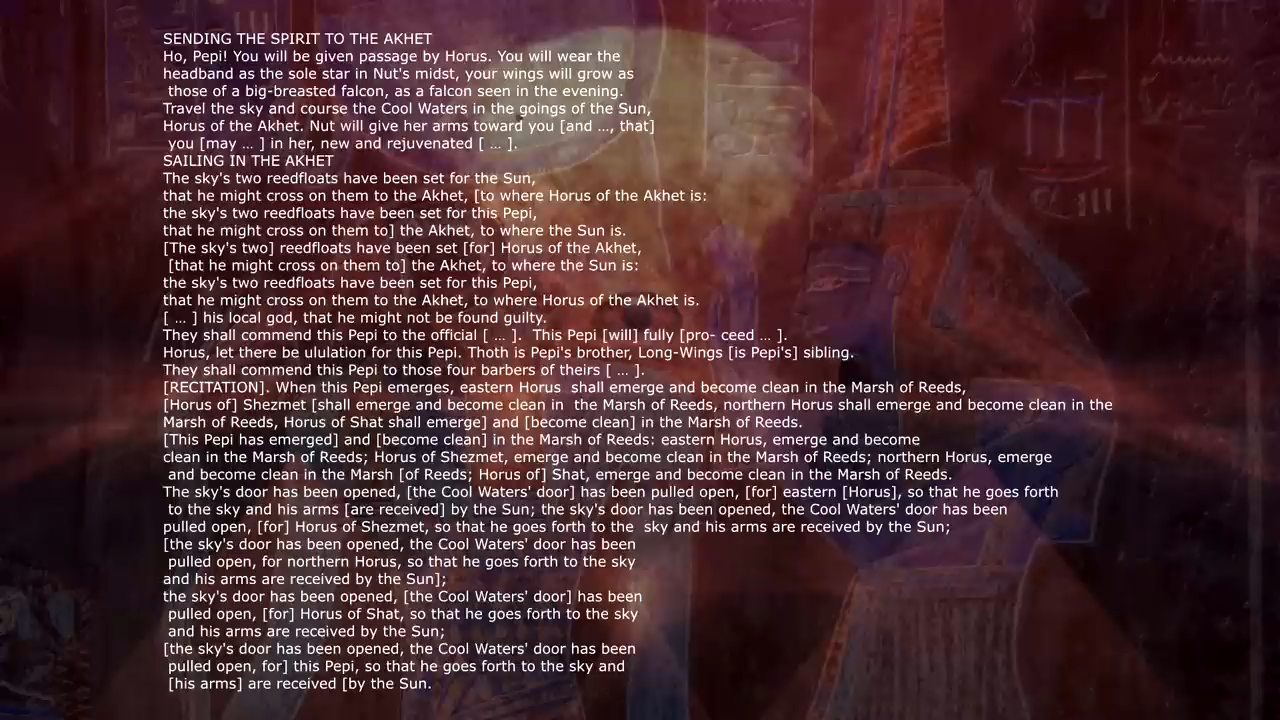 SENDING THE SPIRIT TO THE AKHET
Ho, Pepi! You will be given passage by Horus. You will wear the
headband as the sole star in Nut's midst, your wings will grow as
those of a big-breasted falcon, as a falcon seen in the evening.
Travel the sky and course the Cool Waters in the goings of the Sun,
Horus of the Akhet. Nut will give her arms toward you [and ..., that]
you [may ... ] in her, new and rejuvenated [ ... ].
SAILING IN THE AKHET
The sky's two reedfloats have been set for the Sun,
that he might cross on them to the Akhet, [to where Horus of the Akhet is:
the sky's two reedfloats have been set for this Pepi,
that he might cross on them to] the Akhet, to where the Sun is.
[The sky's two] reedfloats have been set [for] Horus of the Akhet,
[that he might cross on them to] the Akhet, to where the Sun is:
the sky's two reedfloats have been set for this Pepi,
that he might cross on them to the Akhet, to where Horus of the Akhet is.
[ ... ] his local god, that he might not be found guilty.
They shall commend this Pepi to the official [ ... ].  This Pepi [will] fully [pro- ceed ... ].
Horus, let there be ululation for this Pepi. Thoth is Pepi's brother, Long-Wings [is Pepi's] sibling.
They shall commend this Pepi to those four barbers of theirs [ ... ].
[RECITATION]. When this Pepi emerges, eastern Horus  shall emerge and become clean in the Marsh of Reeds,
[Horus of] Shezmet [shall emerge and become clean in  the Marsh of Reeds, northern Horus shall emerge and become clean in the
Marsh of Reeds, Horus of Shat shall emerge] and [become clean] in the Marsh of Reeds.
[This Pepi has emerged] and [become clean] in the Marsh of Reeds: eastern Horus, emerge and become
clean in the Marsh of Reeds; Horus of Shezmet, emerge and become clean in the Marsh of Reeds; northern Horus, emerge
and become clean in the Marsh [of Reeds; Horus of] Shat, emerge and become clean in the Marsh of Reeds.
The sky's door has been opened, [the Cool Waters' door] has been pulled open, [for] eastern [Horus], so that he goes forth
to the sky and his arms [are received] by the Sun; the sky's door has been opened, the Cool Waters' door has been
pulled open, [for] Horus of Shezmet, so that he goes forth to the  sky and his arms are received by the Sun;
[the sky's door has been opened, the Cool Waters' door has been
pulled open, for northern Horus, so that he goes forth to the sky
and his arms are received by the Sun];
the sky's door has been opened, [the Cool Waters' door] has been
pulled open, [for] Horus of Shat, so that he goes forth to the sky
and his arms are received by the Sun;
[the sky's door has been opened, the Cool Waters' door has been
pulled open, for] this Pepi, so that he goes forth to the sky and
[his arms] are received [by the Sun.